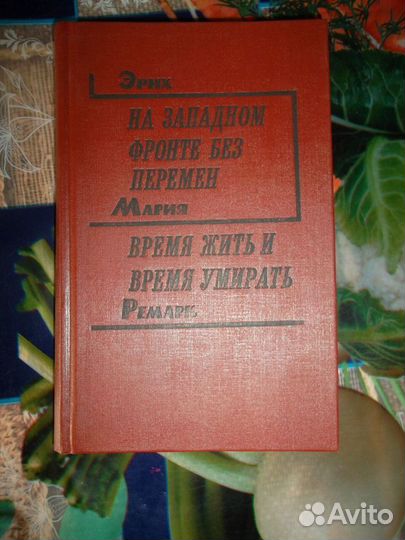 Эрих
НА ЗАПАДНОМ
ФРОНТЕ БЕЗ
ПЕРЕМЕН
Мария
ВРЕМЯ ЖИТЬ И
ВРЕМЯ УМИРАТЬ
Ремарк
Avito